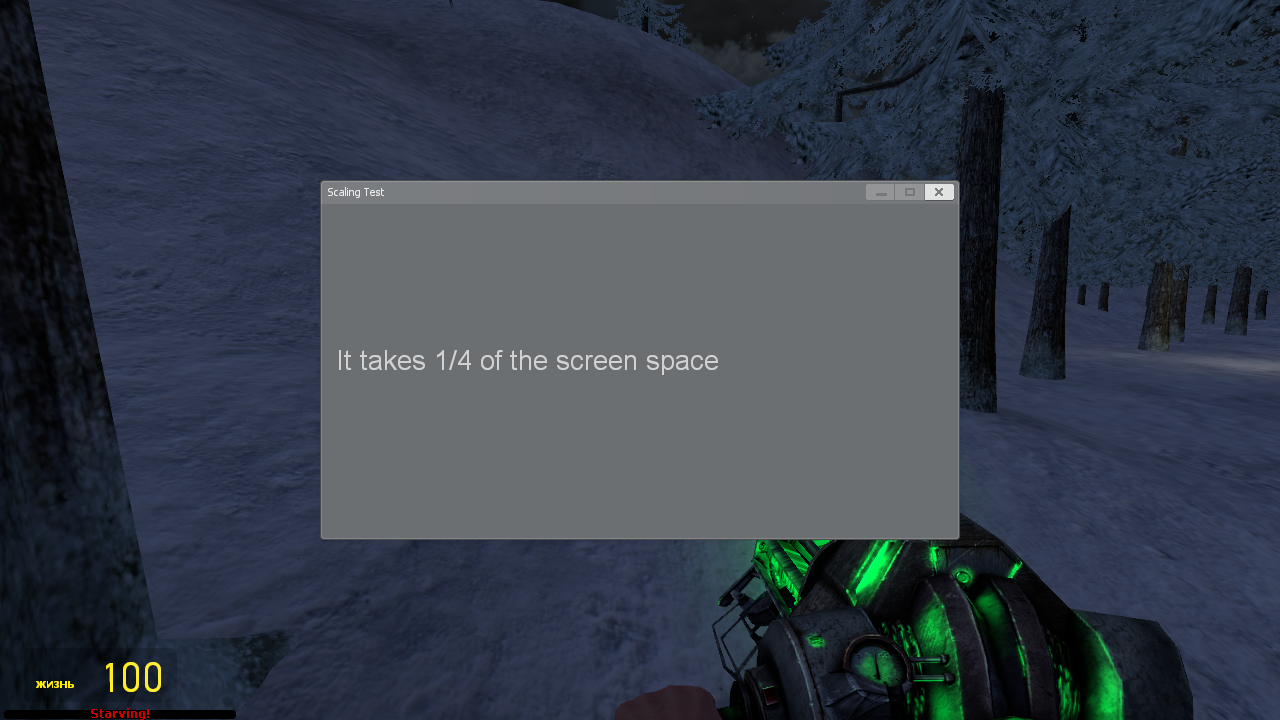 Scaling Test
It takes 1/4 of the screen space
жизнь 100
Starving!